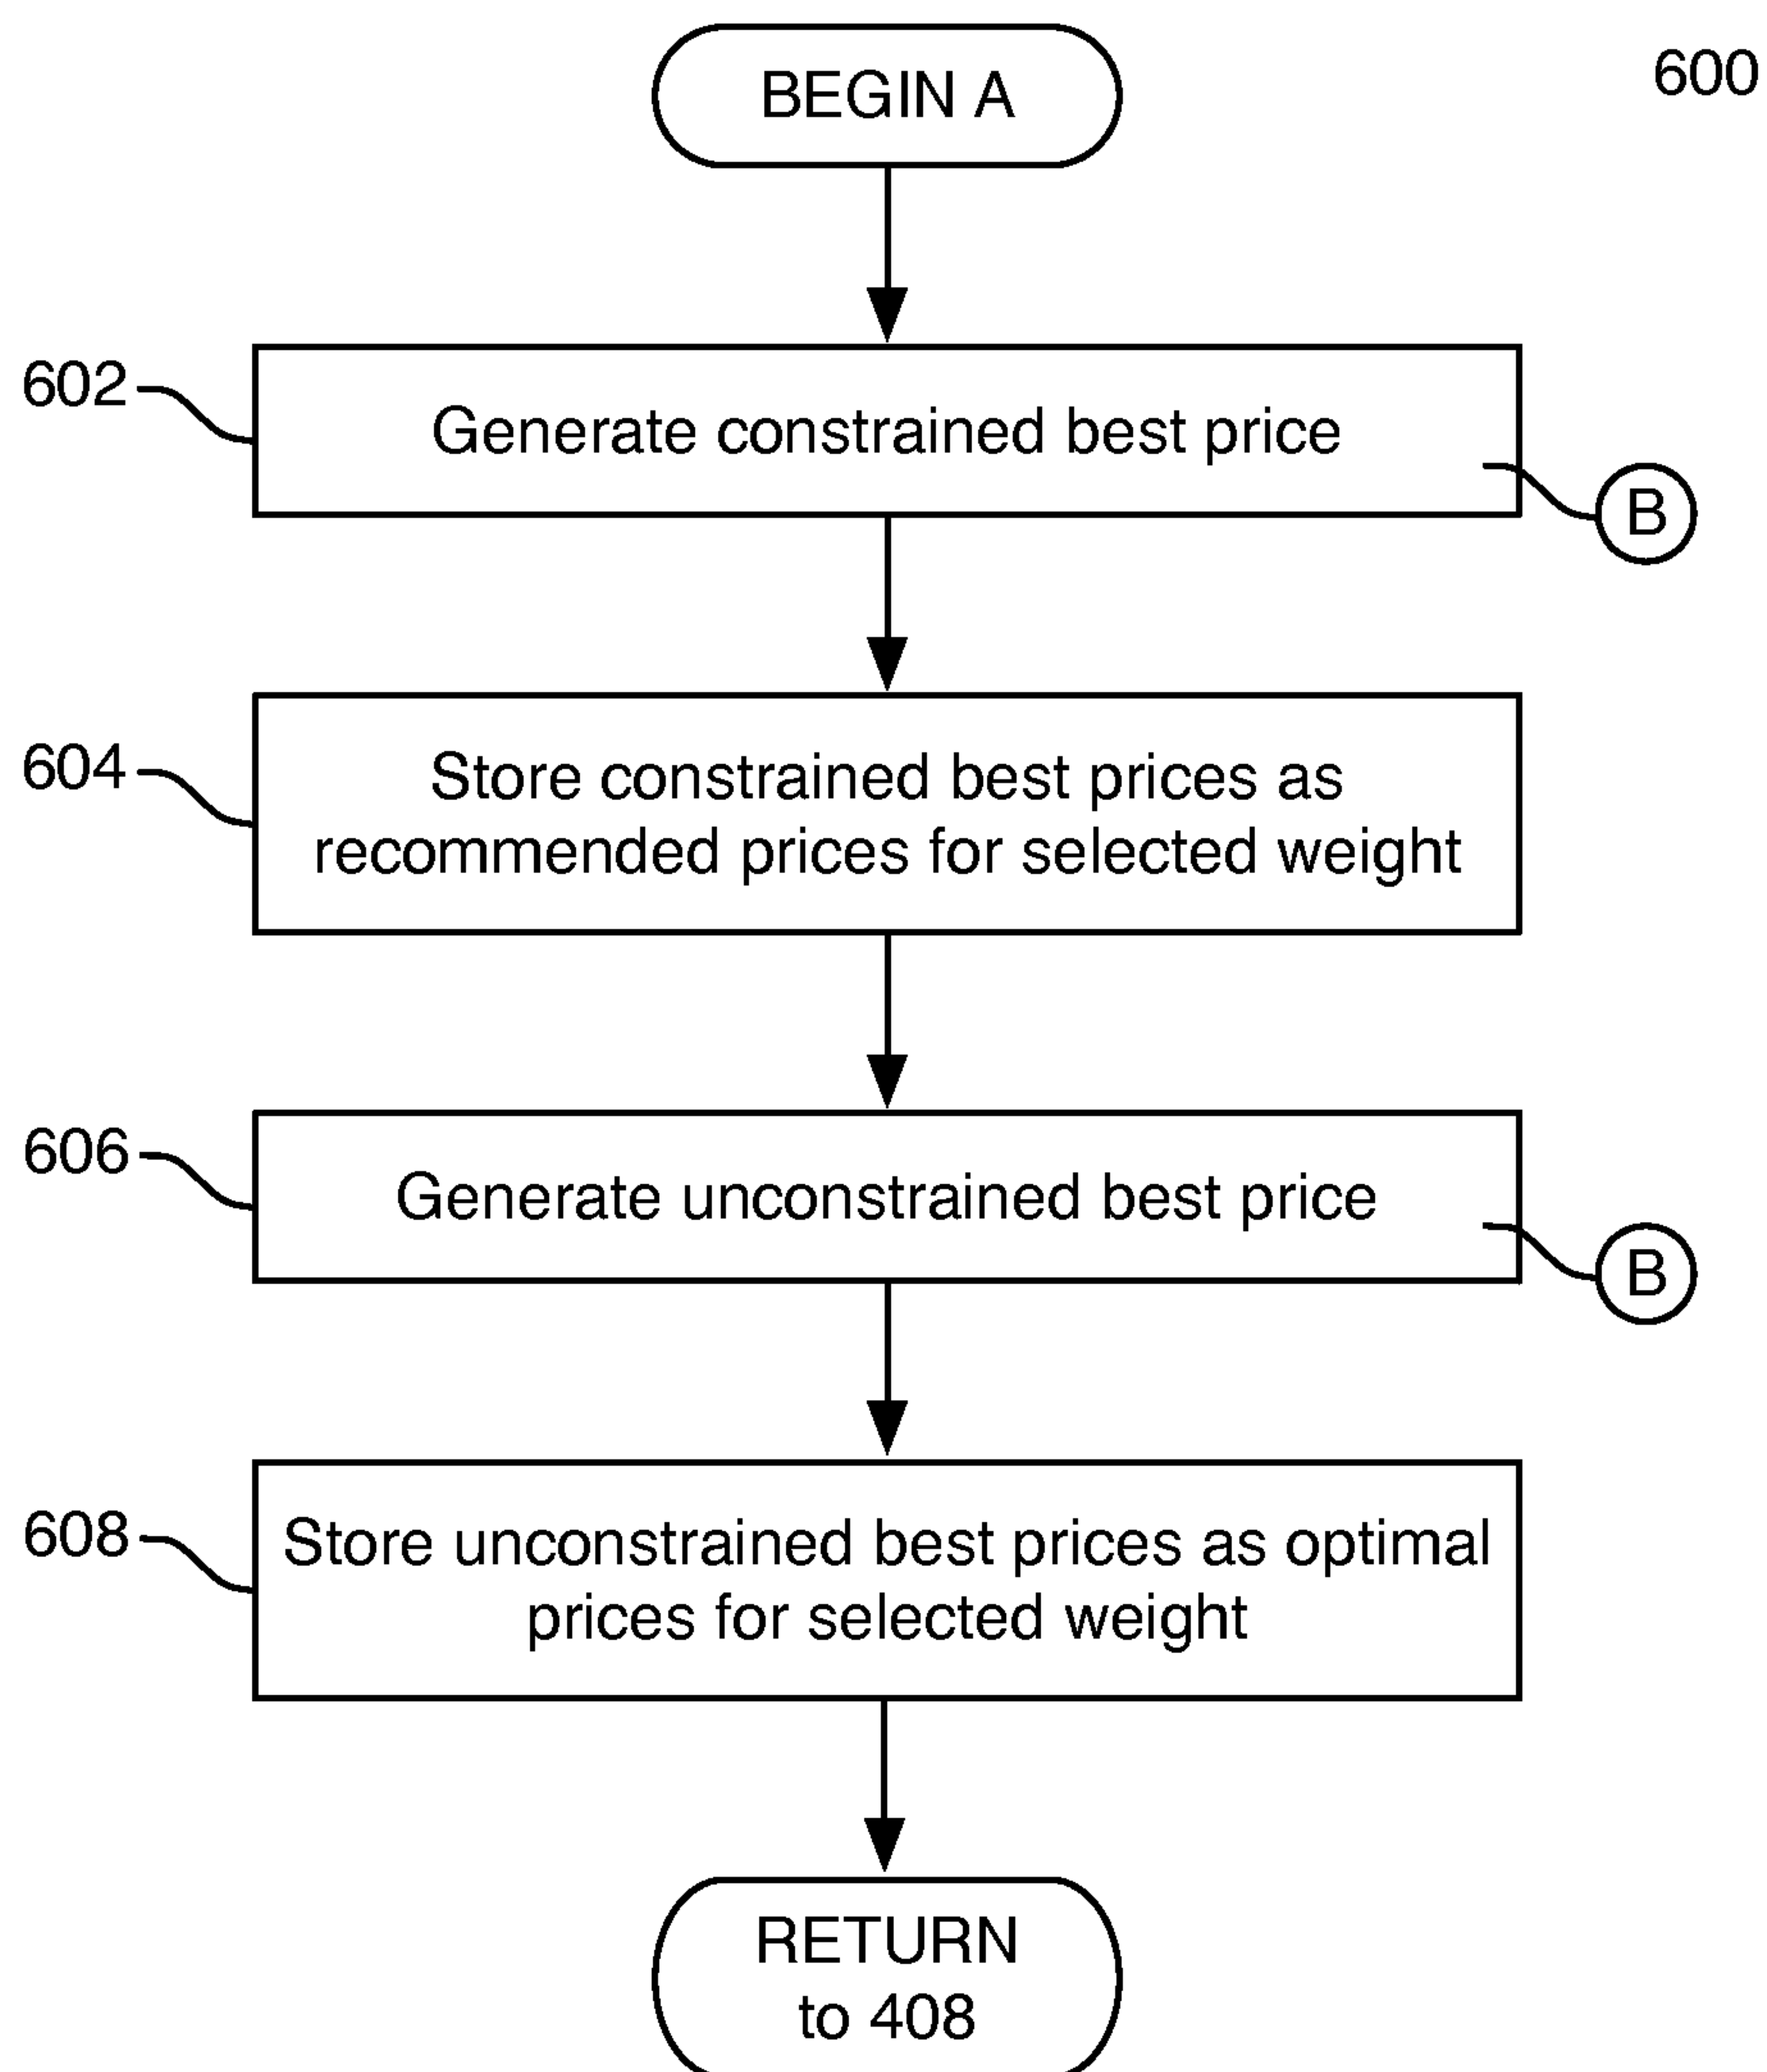 BEGIN A
600
602
Generate constrained best price
B
604
Store constrained best prices as
recommended prices for selected weight
606
Generate unconstrained best price
B
608
Store unconstrained best prices as optimal
prices for selected weight
RETURN
to 408